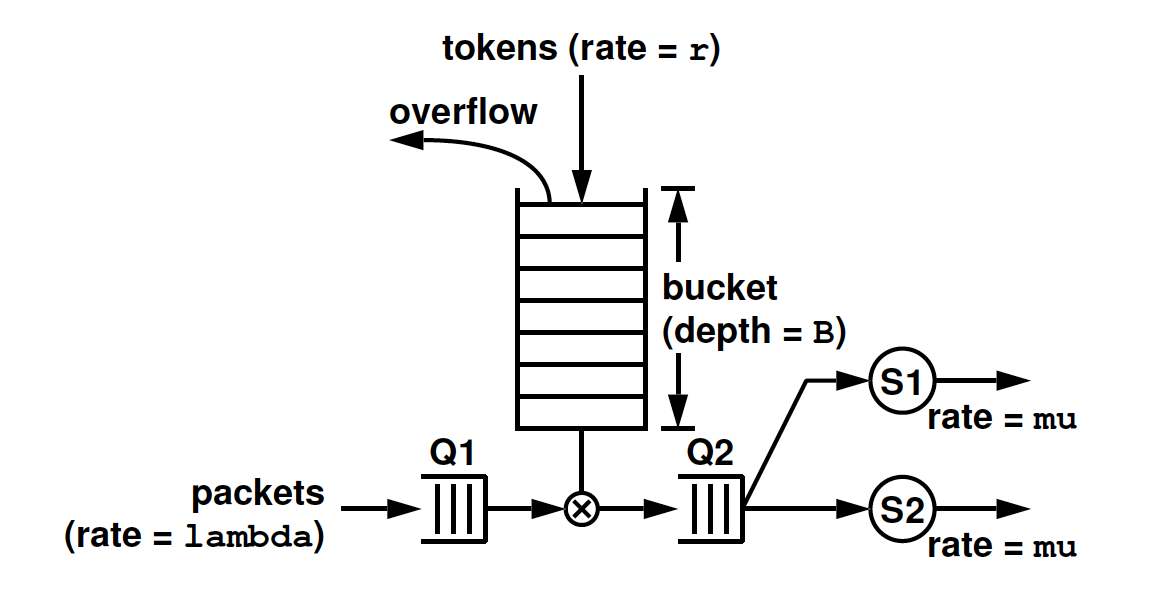 tokens (rate = r)
overflow
bucket
(depth = B)
S1
rate = mu
Q1
Q2
packets
(rate = lambda)
S2
rate = mu